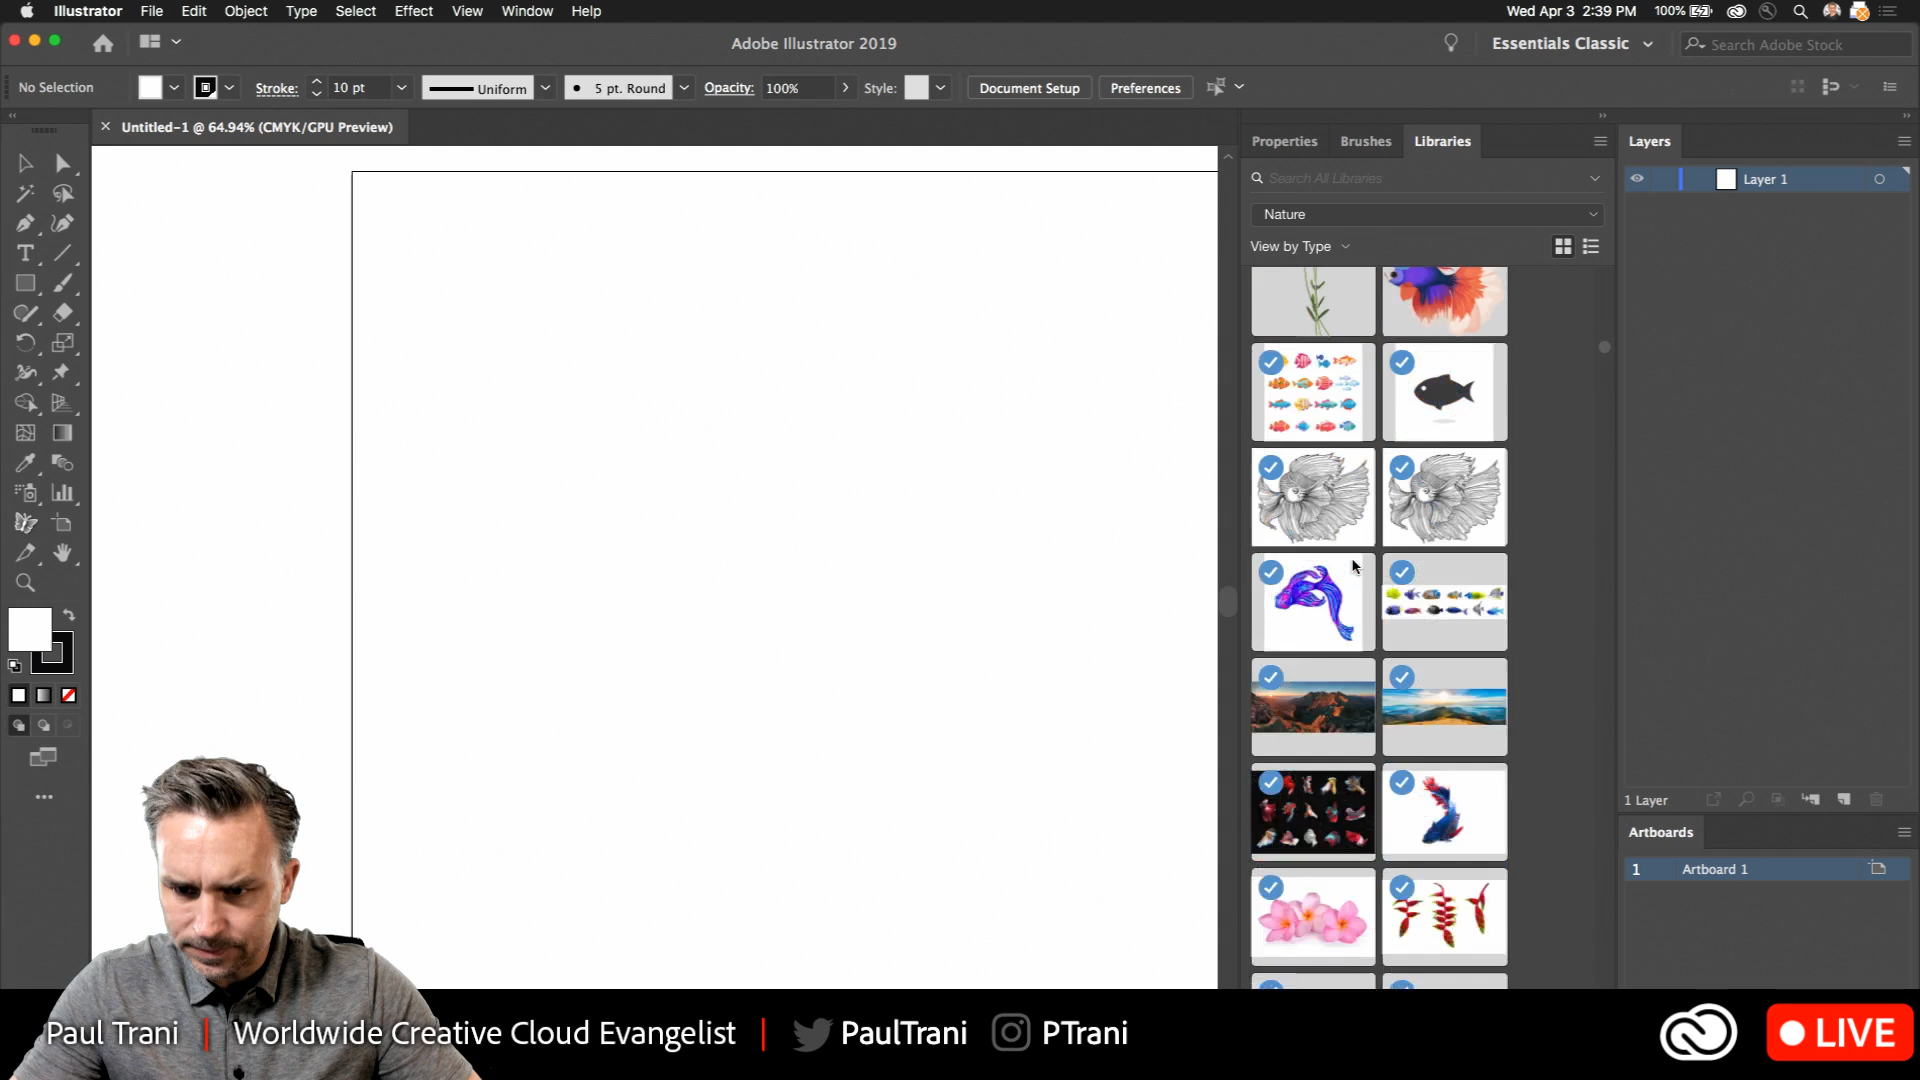 Illustrator File Edit Object Type Select Effect View Window Help
Wed Apr 3 2:39 PM 100%
Adobe Illustrator 2019
Essentials Classic
Search Adobe Stock
No Selection
Stroke: 10 pt
Uniform
5 pt. Round
Opacity: 100%
Style:
Document Setup
Preferences
Untitled-1 @ 64.94% (CMYK/GPU Preview)
Properties Brushes Libraries
Search All Libraries
Nature
View by Type
Layers
Layer 1
1 Layer
Artboards
1 Artboard 1
Paul Trani | Worldwide Creative Cloud Evangelist | PaulTrani PTrani
LIVE